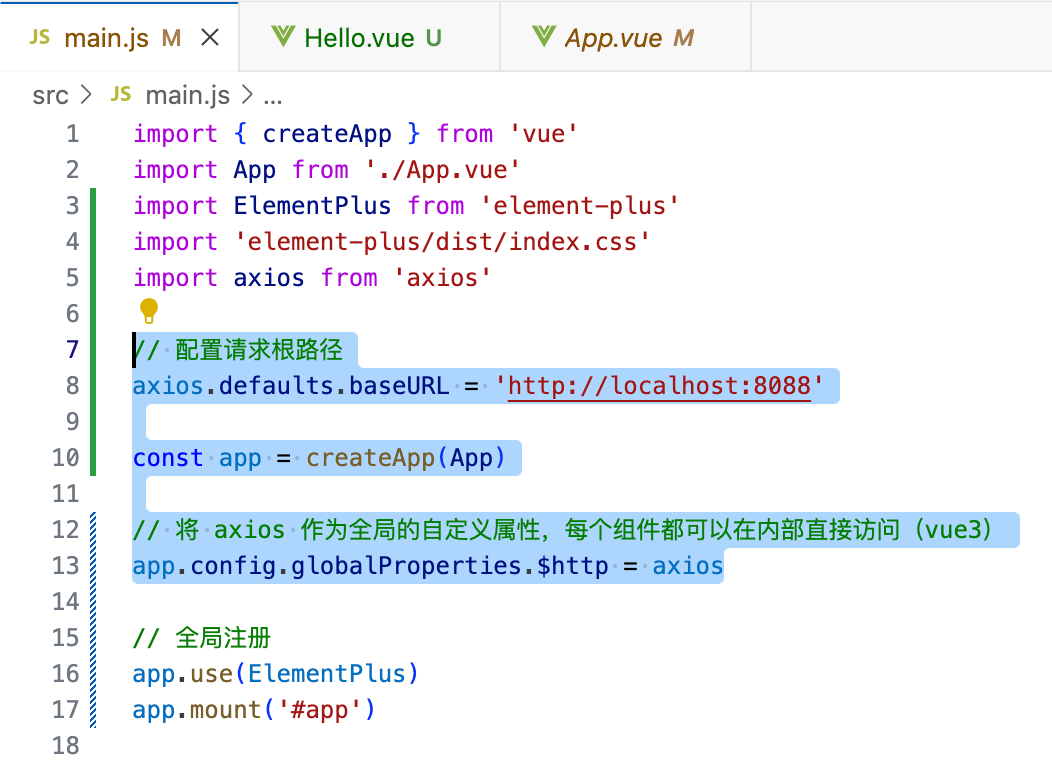 JS main.js M × Hello.vue U App.vue M
src > JS main.js > ...
1 import { createApp } from 'vue'
2 import App from './App.vue'
3 import ElementPlus from 'element-plus'
4 import 'element-plus/dist/index.css'
5 import axios from 'axios'
6
7 // 配置请求根路径
8 axios.defaults.baseURL = 'http://localhost:8088'
9
10 const app = createApp(App)
11
12 // 将 axios 作为全局的自定义属性，每个组件都可以在内部直接访问（vue3）
13 app.config.globalProperties.$http = axios
14
15 // 全局注册
16 app.use(ElementPlus)
17 app.mount('#app')
18